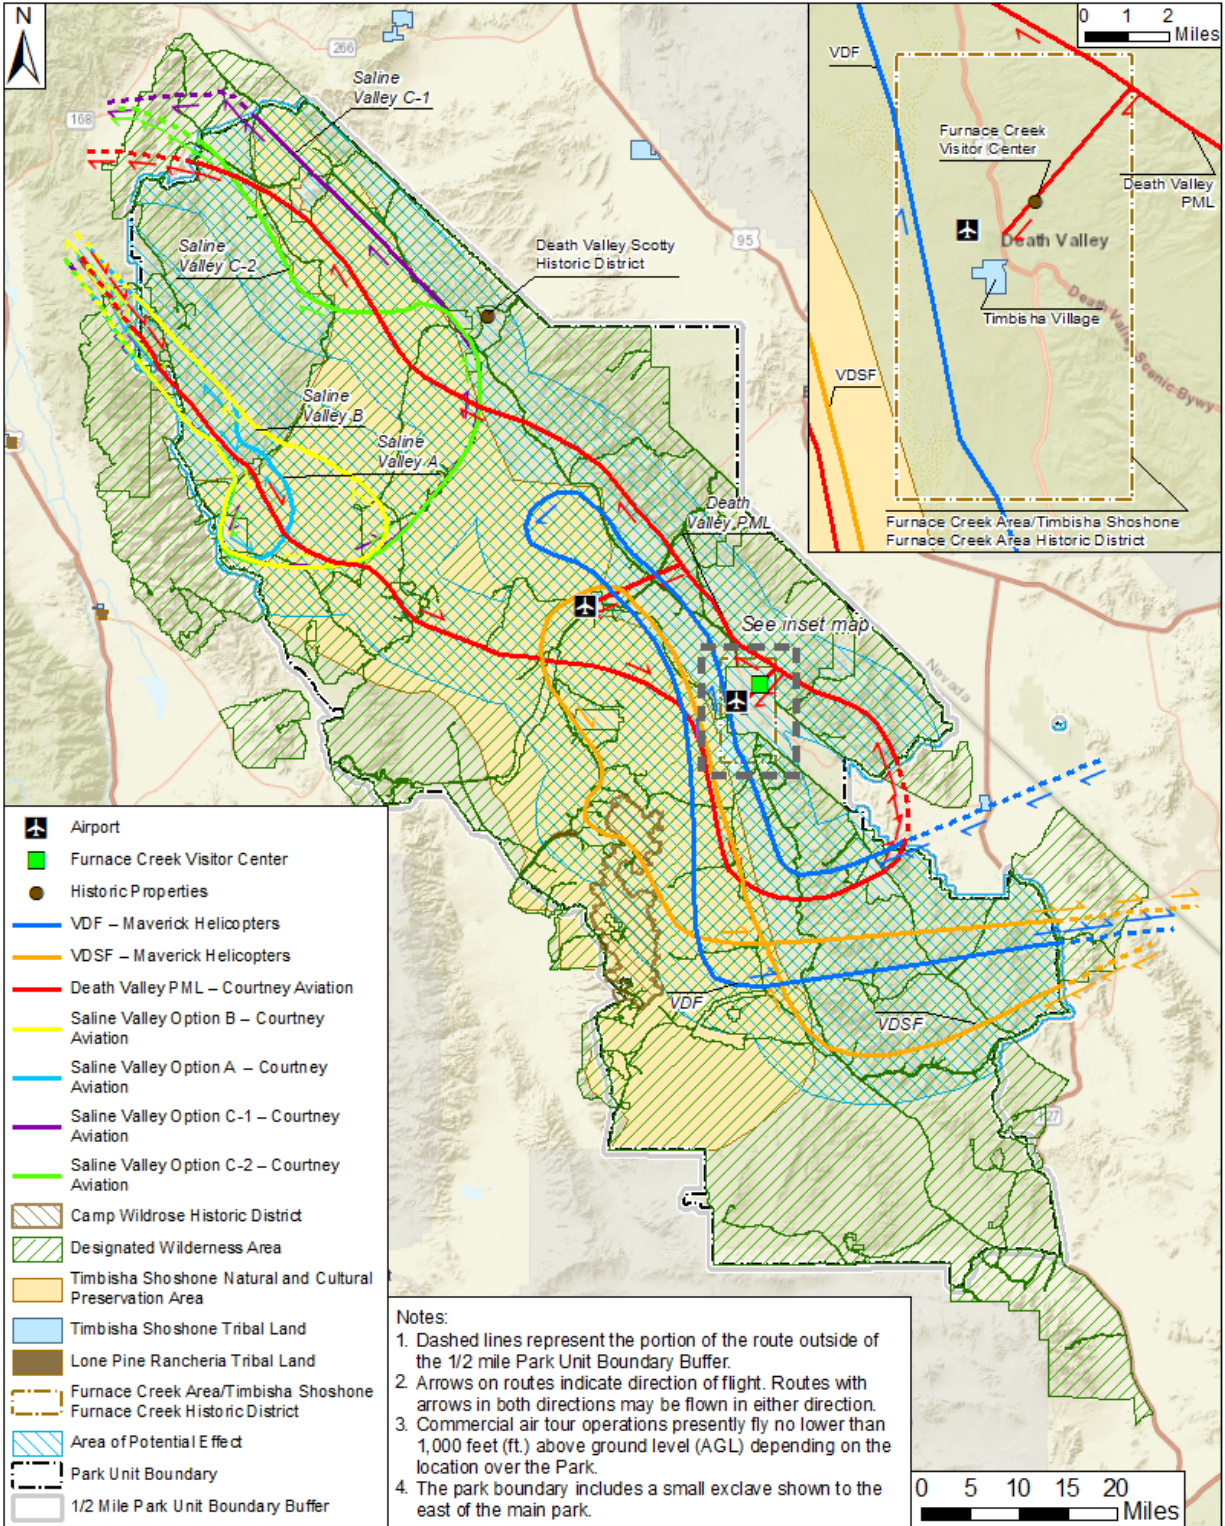 N
266
168
95
127
Saline
Valley C-1
Saline
Valley C-2
Death Valley Scotty
Historic District
Saline
Valley B
Saline
Valley A
Death
Valley PML
See inset map
Nevada
VDF
VDSF
0 1 2
Miles
VDF
Furnace Creek
Visitor Center
Death Valley
PML
Death Valley
Timbisha Village
Death Valley Scenic Bywy
VDSF
Furnace Creek Area/Timbisha Shoshone
Furnace Creek Area Historic District
Airport
Furnace Creek Visitor Center
Historic Properties
VDF – Maverick Helicopters
VDSF – Maverick Helicopters
Death Valley PML – Courtney Aviation
Saline Valley Option B – Courtney
Aviation
Saline Valley Option A – Courtney
Aviation
Saline Valley Option C-1 – Courtney
Aviation
Saline Valley Option C-2 – Courtney
Aviation
Camp Wildrose Historic District
Designated Wilderness Area
Timbisha Shoshone Natural and Cultural
Preservation Area
Timbisha Shoshone Tribal Land
Lone Pine Rancheria Tribal Land
Furnace Creek Area/Timbisha Shoshone
Furnace Creek Historic District
Area of Potential Effect
Park Unit Boundary
1/2 Mile Park Unit Boundary Buffer
Notes:
1. Dashed lines represent the portion of the route outside of
the 1/2 mile Park Unit Boundary Buffer.
2. Arrows on routes indicate direction of flight. Routes with
arrows in both directions may be flown in either direction.
3. Commercial air tour operations presently fly no lower than
1,000 feet (ft.) above ground level (AGL) depending on the
location over the Park.
4. The park boundary includes a small exclave shown to the
east of the main park.
0 5 10 15 20
Miles